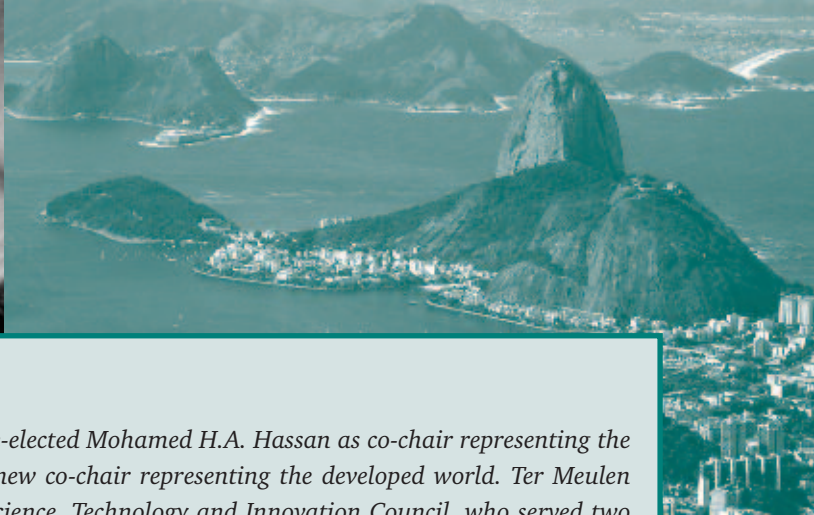 -elected Mohamed H.A. Hassan as co-chair representing the
new co-chair representing the developed world. Ter Meulen
Science, Technology and Innovation Council, who served two